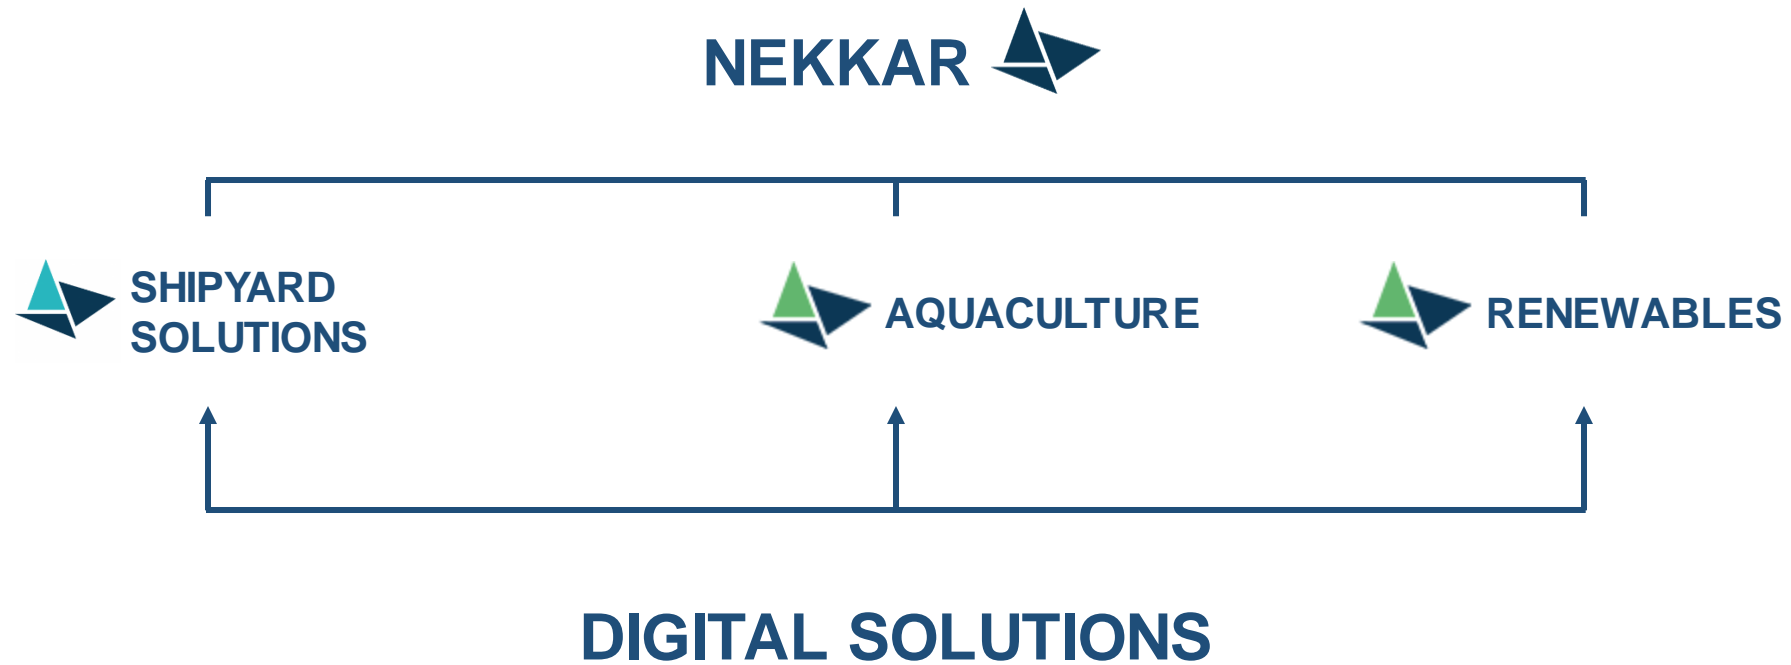 NEKKAR
SHIPYARD
SOLUTIONS
AQUACULTURE
RENEWABLES
DIGITAL SOLUTIONS